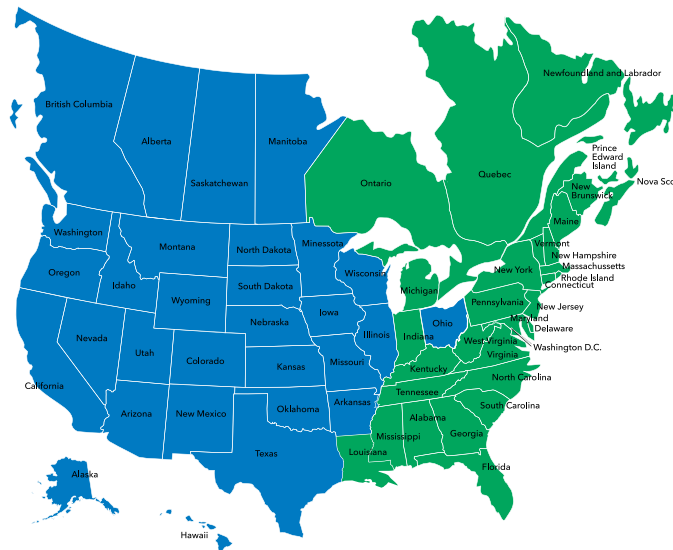 Newfoundland and Labrador
British Columbia
Alberta
Manitoba
Saskatchewan
Ontario
Quebec
Prince
Edward
Island
Nova Sco
New
Brunswick
Maine
Washington
Montana
North Dakota
Minessota
Vermont
New Hampshire
Massachussetts
Rhode Island
Connecticut
Oregon
Idaho
Wyoming
South Dakota
Wisconsin
Michigan
New York
Nebraska
Iowa
Pennsylvania
New Jersey
Maryland
Delaware
Washington D.C.
Nevada
Utah
Colorado
Kansas
Missouri
Illinois
Indiana
Ohio
West Virginia
Virginia
Kentucky
North Carolina
California
Arizona
New Mexico
Oklahoma
Arkansas
Tennessee
South Carolina
Texas
Louisiana
Mississippi
Alabama
Georgia
Florida
Alaska
Hawaii